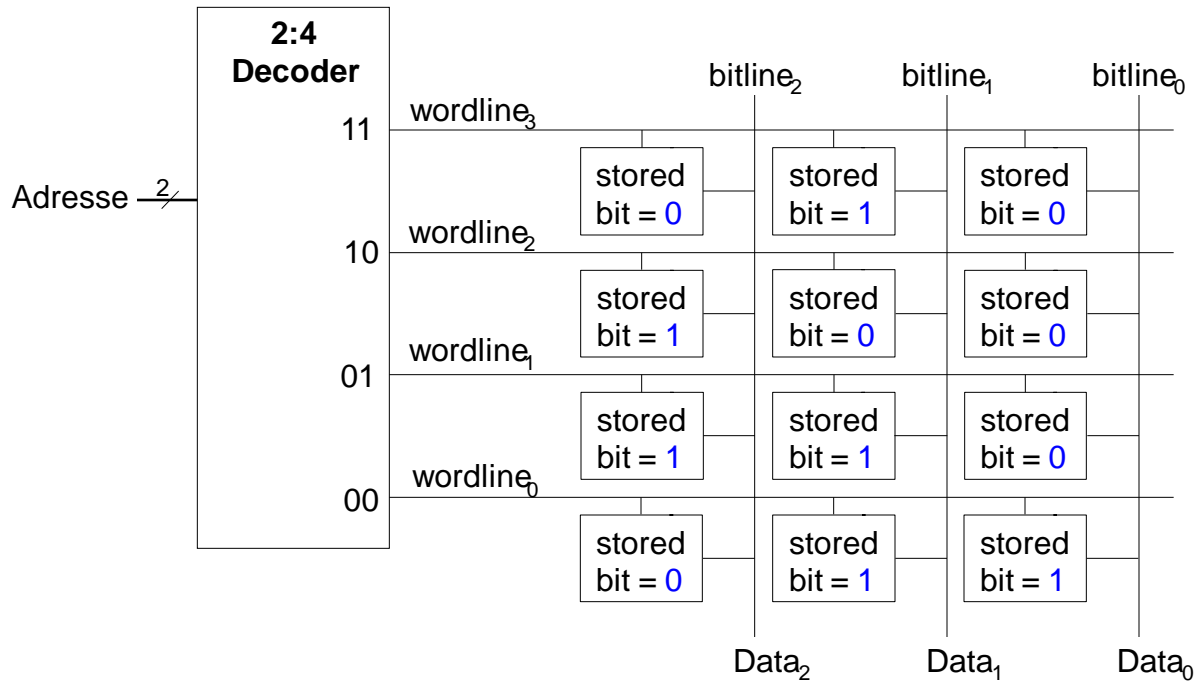 2:4
Decoder
bitline₂ bitline₁ bitline₀
wordline₃
11
stored stored stored
bit = 0 bit = 1 bit = 0
Adresse 2
wordline₂
10
stored stored stored
bit = 1 bit = 0 bit = 0
wordline₁
01
stored stored stored
bit = 1 bit = 1 bit = 0
wordline₀
00
stored stored stored
bit = 0 bit = 1 bit = 1
Data₂ Data₁ Data₀